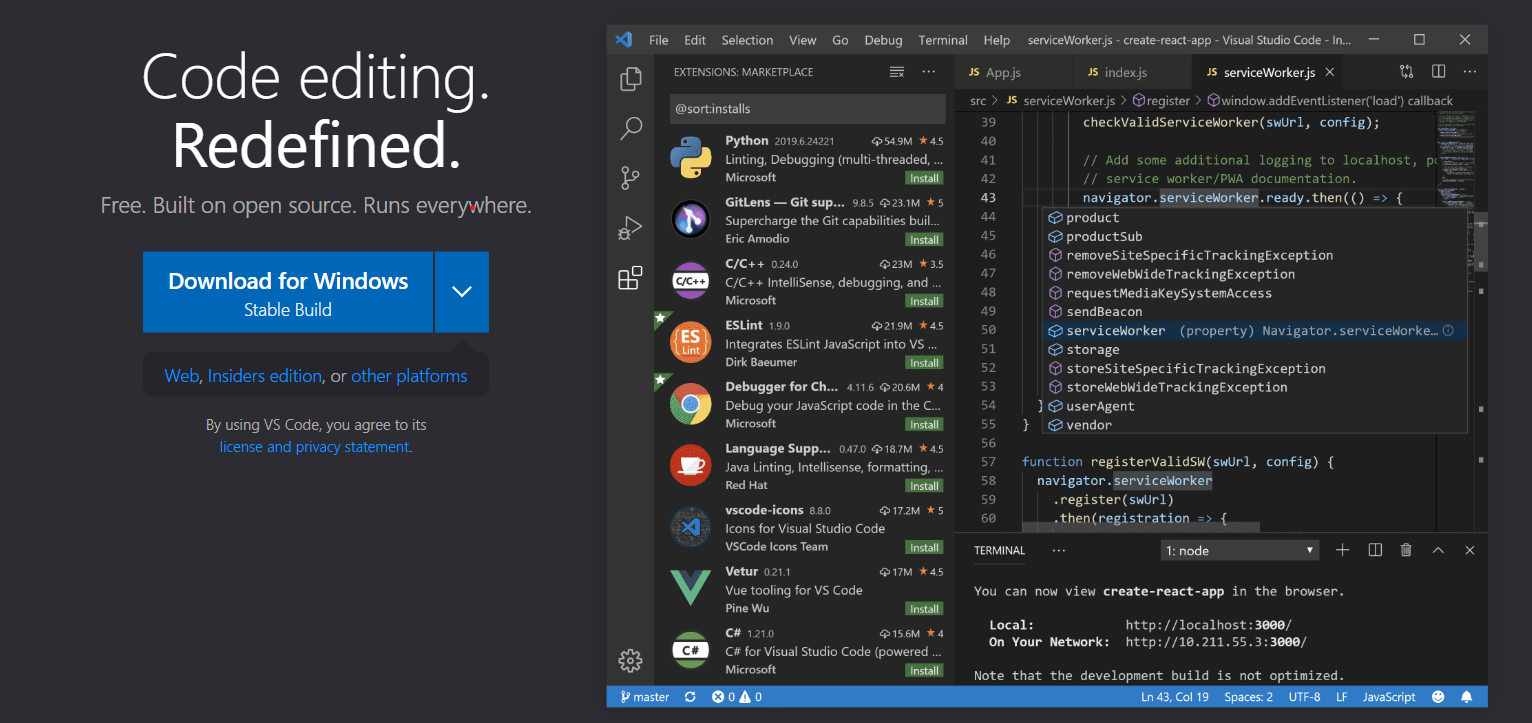 Code editing.
Redefined.
Free. Built on open source. Runs everywhere.
Download for Windows
Stable Build
Web, Insiders edition, or other platforms
By using VS Code, you agree to its
license and privacy statement.
File Edit Selection View Go Debug Terminal Help serviceWorker.js - create-react-app - Visual Studio Code - In...
EXTENSIONS: MARKETPLACE
@sort:installs
Python 2019.6.24221 54.9M 4.5
Linting, Debugging (multi-threaded, ...
Microsoft Install
GitLens — Git sup... 9.8.5 23.1M 5
Supercharge the Git capabilities buil...
Eric Amodio Install
C/C++
C/C++ 0.24.0 23M 3.5
C/C++ IntelliSense, debugging, and ...
Microsoft Install
ES
Lint
ESLint 1.9.0 21.9M 4.5
Integrates ESLint JavaScript into VS ...
Dirk Baeumer Install
Debugger for Ch... 4.11.6 20.6M 4
Debug your JavaScript code in the C...
Microsoft Install
Language Supp... 0.47.0 18.7M 4.5
Java Linting, Intellisense, formatting, ...
Red Hat Install
vscode-icons 8.8.0 17.2M 5
Icons for Visual Studio Code
VSCode Icons Team Install
Vetur 0.21.1 17M 4.5
Vue tooling for VS Code
Pine Wu Install
C#
C# 1.21.0 15.6M 4
C# for Visual Studio Code (powered ...
Microsoft Install
JS App.js JS index.js JS serviceWorker.js
src > JS serviceWorker.js > register > window.addEventListener('load') callback
39 checkValidServiceWorker(swUrl, config);
40
41 // Add some additional logging to localhost, po
42 // service worker/PWA documentation.
43 navigator.serviceWorker.ready.then(() => {
44 product
45 productSub
46 removeSiteSpecificTrackingException
47 removeWebWideTrackingException
48 requestMediaKeySystemAccess
49 sendBeacon
50 serviceWorker (property) Navigator.serviceWorke...
51 storage
52 storeSiteSpecificTrackingException
53 storeWebWideTrackingException
54 } userAgent
55 } vendor
56
57 function registerValidSW(swUrl, config) {
58 navigator.serviceWorker
59 .register(swUrl)
60 .then(registration => {
TERMINAL ... 1: node
You can now view create-react-app in the browser.
Local: http://localhost:3000/
On Your Network: http://10.211.55.3:3000/
Note that the development build is not optimized.
master 0 0 Ln 43, Col 19 Spaces: 2 UTF-8 LF JavaScript